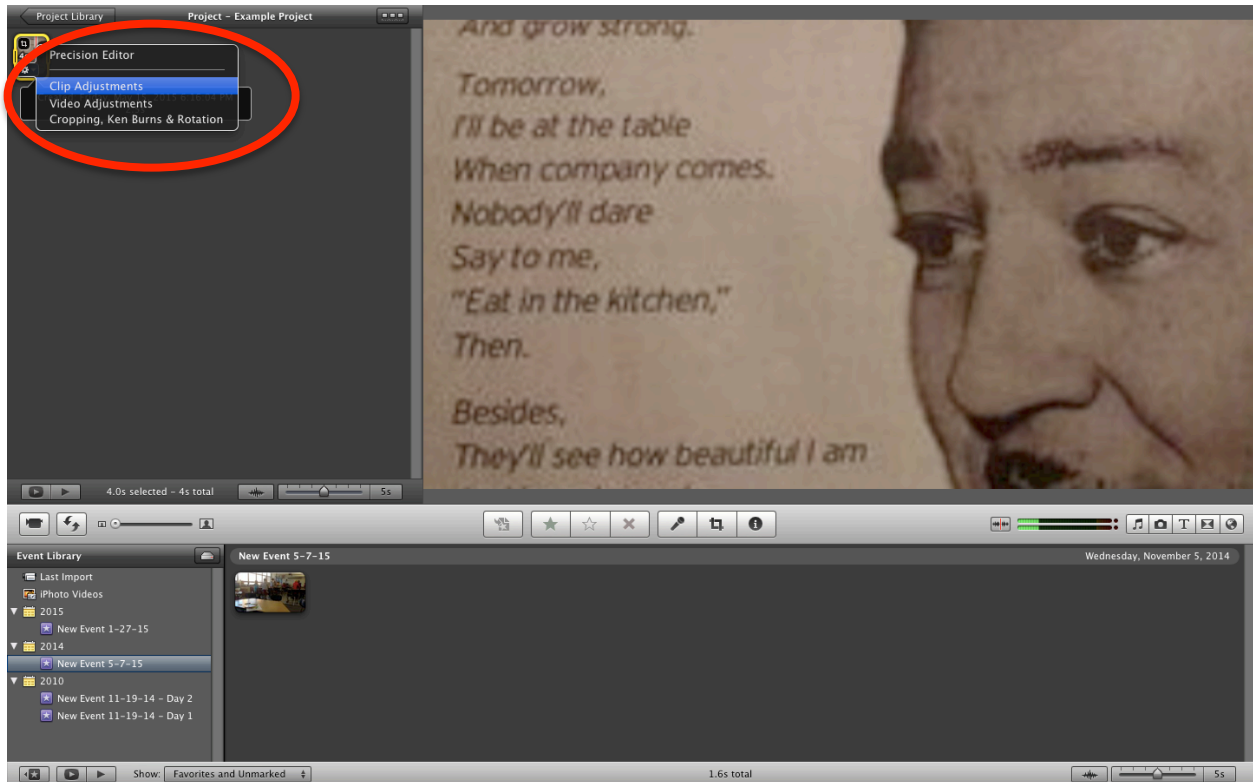 Project Library
Project – Example Project
Precision Editor
Clip Adjustments
Video Adjustments
Cropping, Ken Burns & Rotation
And grow strong.
Tomorrow,
I'll be at the table
When company comes.
Nobody'll dare
Say to me,
"Eat in the kitchen,"
Then.
Besides,
They'll see how beautiful I am
4.0s selected – 4s total
5s
T
Event Library
New Event 5-7-15
Wednesday, November 5, 2014
Last Import
iPhoto Videos
2015
New Event 1-27-15
2014
New Event 5-7-15
2010
New Event 11-19-14 – Day 2
New Event 11-19-14 – Day 1
Show: Favorites and Unmarked
1.6s total
5s